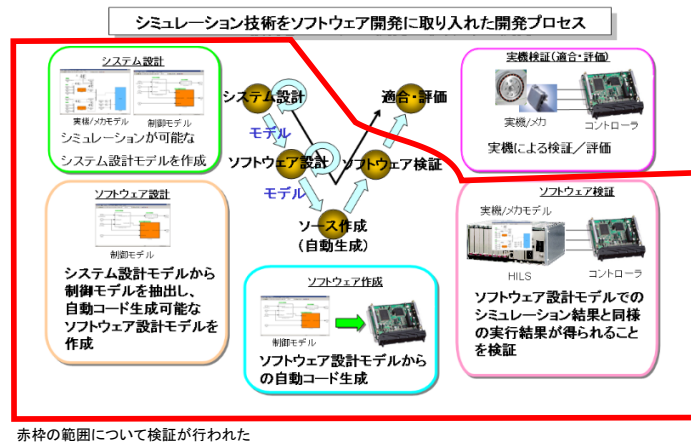 シミュレーション技術をソフトウェア開発に取り入れた開発プロセス
システム設計
実機/メカモデル
制御モデル
シミュレーションが可能な
システム設計モデルを作成
ソフトウェア設計
制御モデル
システム設計モデルから
制御モデルを抽出し、
自動コード生成可能な
ソフトウェア設計モデルを
作成
システム設計
適合・評価
モデル
ソフトウェア設計
ソフトウェア検証
モデル
ソース作成
(自動生成)
ソフトウェア作成
制御モデル
ソフトウェア設計モデルから
の自動コード生成
実機検証(適合・評価)
実機/メカ
コントローラ
実機による検証/評価
ソフトウェア検証
実機/メカモデル
HILS
コントローラ
ソフトウェア設計モデルでの
シミュレーション結果と同様
の実行結果が得られること
を検証
赤枠の範囲について検証が行われた